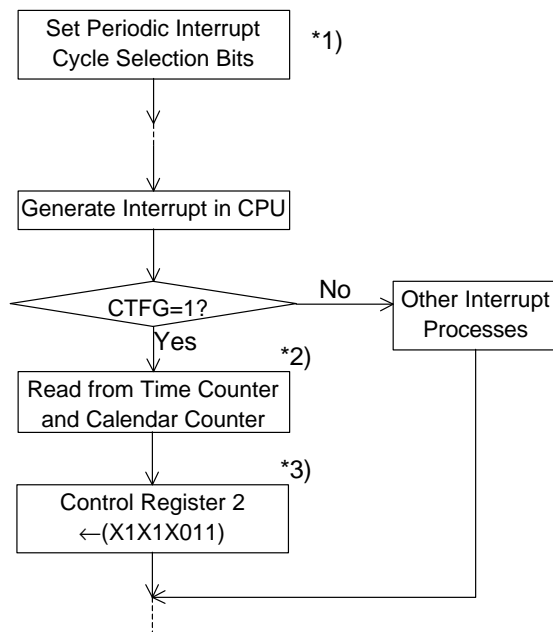 Set Periodic Interrupt
Cycle Selection Bits
*1)
Generate Interrupt in CPU
CTFG=1?
No
Other Interrupt
Processes
Yes
*2)
Read from Time Counter
and Calendar Counter
*3)
Control Register 2
←(X1X1X011)